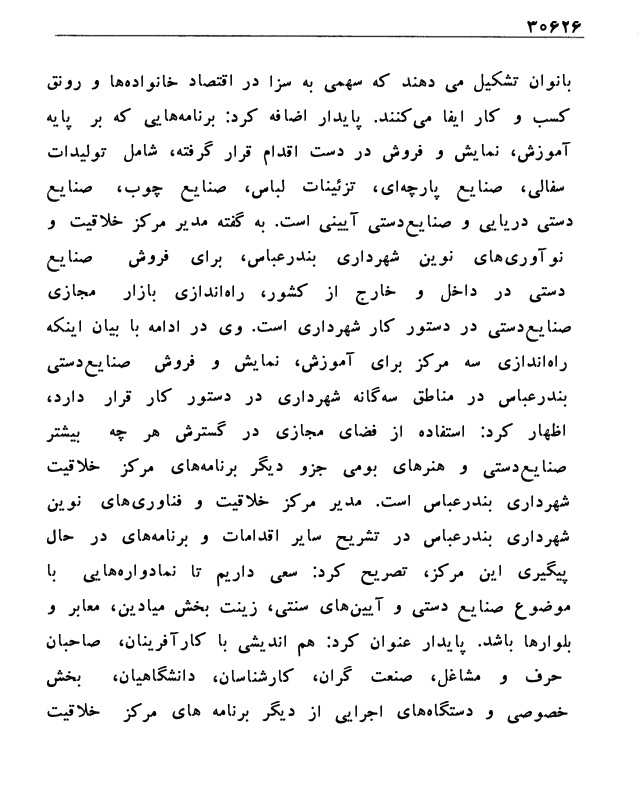 ۳۰۶۲۶
بانوان تشکیل می دهند که سهمی به سزا در اقتصاد خانواده‌ها و رونق
کسب و کار ایفا می‌کنند. پایدار اضافه کرد: برنامه‌هایی که بر پایه
آموزش، نمایش و فروش در دست اقدام قرار گرفته، شامل تولیدات
سفالی، صنایع پارچه‌ای، تزئینات لباس، صنایع چوب، صنایع
دستی دریایی و صنایع‌دستی آیینی است. به گفته مدیر مرکز خلاقیت و
نوآوری‌های نوین شهرداری بندرعباس، برای فروش صنایع
دستی در داخل و خارج از کشور، راه‌اندازی بازار مجازی
صنایع‌دستی در دستور کار شهرداری است. وی در ادامه با بیان اینکه
راه‌اندازی سه مرکز برای آموزش، نمایش و فروش صنایع‌دستی
بندرعباس در مناطق سه‌گانه شهرداری در دستور کار قرار دارد،
اظهار کرد: استفاده از فضای مجازی در گسترش هر چه بیشتر
صنایع‌دستی و هنرهای بومی جزو دیگر برنامه‌های مرکز خلاقیت
شهرداری بندرعباس است. مدیر مرکز خلاقیت و فناوری‌های نوین
شهرداری بندرعباس در تشریح سایر اقدامات و برنامه‌های در حال
پیگیری این مرکز، تصریح کرد: سعی داریم تا نمادواره‌هایی با
موضوع صنایع دستی و آیین‌های سنتی، زینت بخش میادین، معابر و
بلوارها باشد. پایدار عنوان کرد: هم اندیشی با کارآفرینان، صاحبان
حرف و مشاغل، صنعت گران، کارشناسان، دانشگاهیان، بخش
خصوصی و دستگاه‌های اجرایی از دیگر برنامه های مرکز خلاقیت